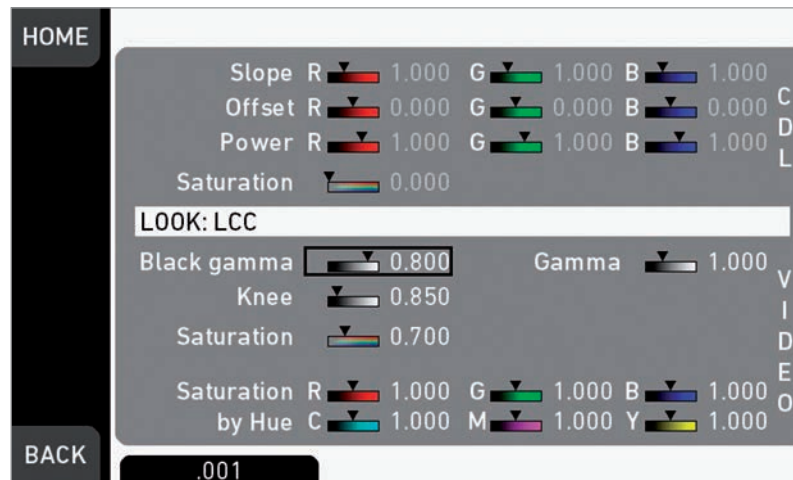 HOME
Slope R 1.000 G 1.000 B 1.000
Offset R 0.000 G 0.000 B 0.000
Power R 1.000 G 1.000 B 1.000
Saturation 0.000
CDL
LOOK: LCC
Black gamma 0.800 Gamma 1.000
Knee 0.850
Saturation 0.700
Saturation R 1.000 G 1.000 B 1.000
by Hue C 1.000 M 1.000 Y 1.000
VIDEO
BACK
.001